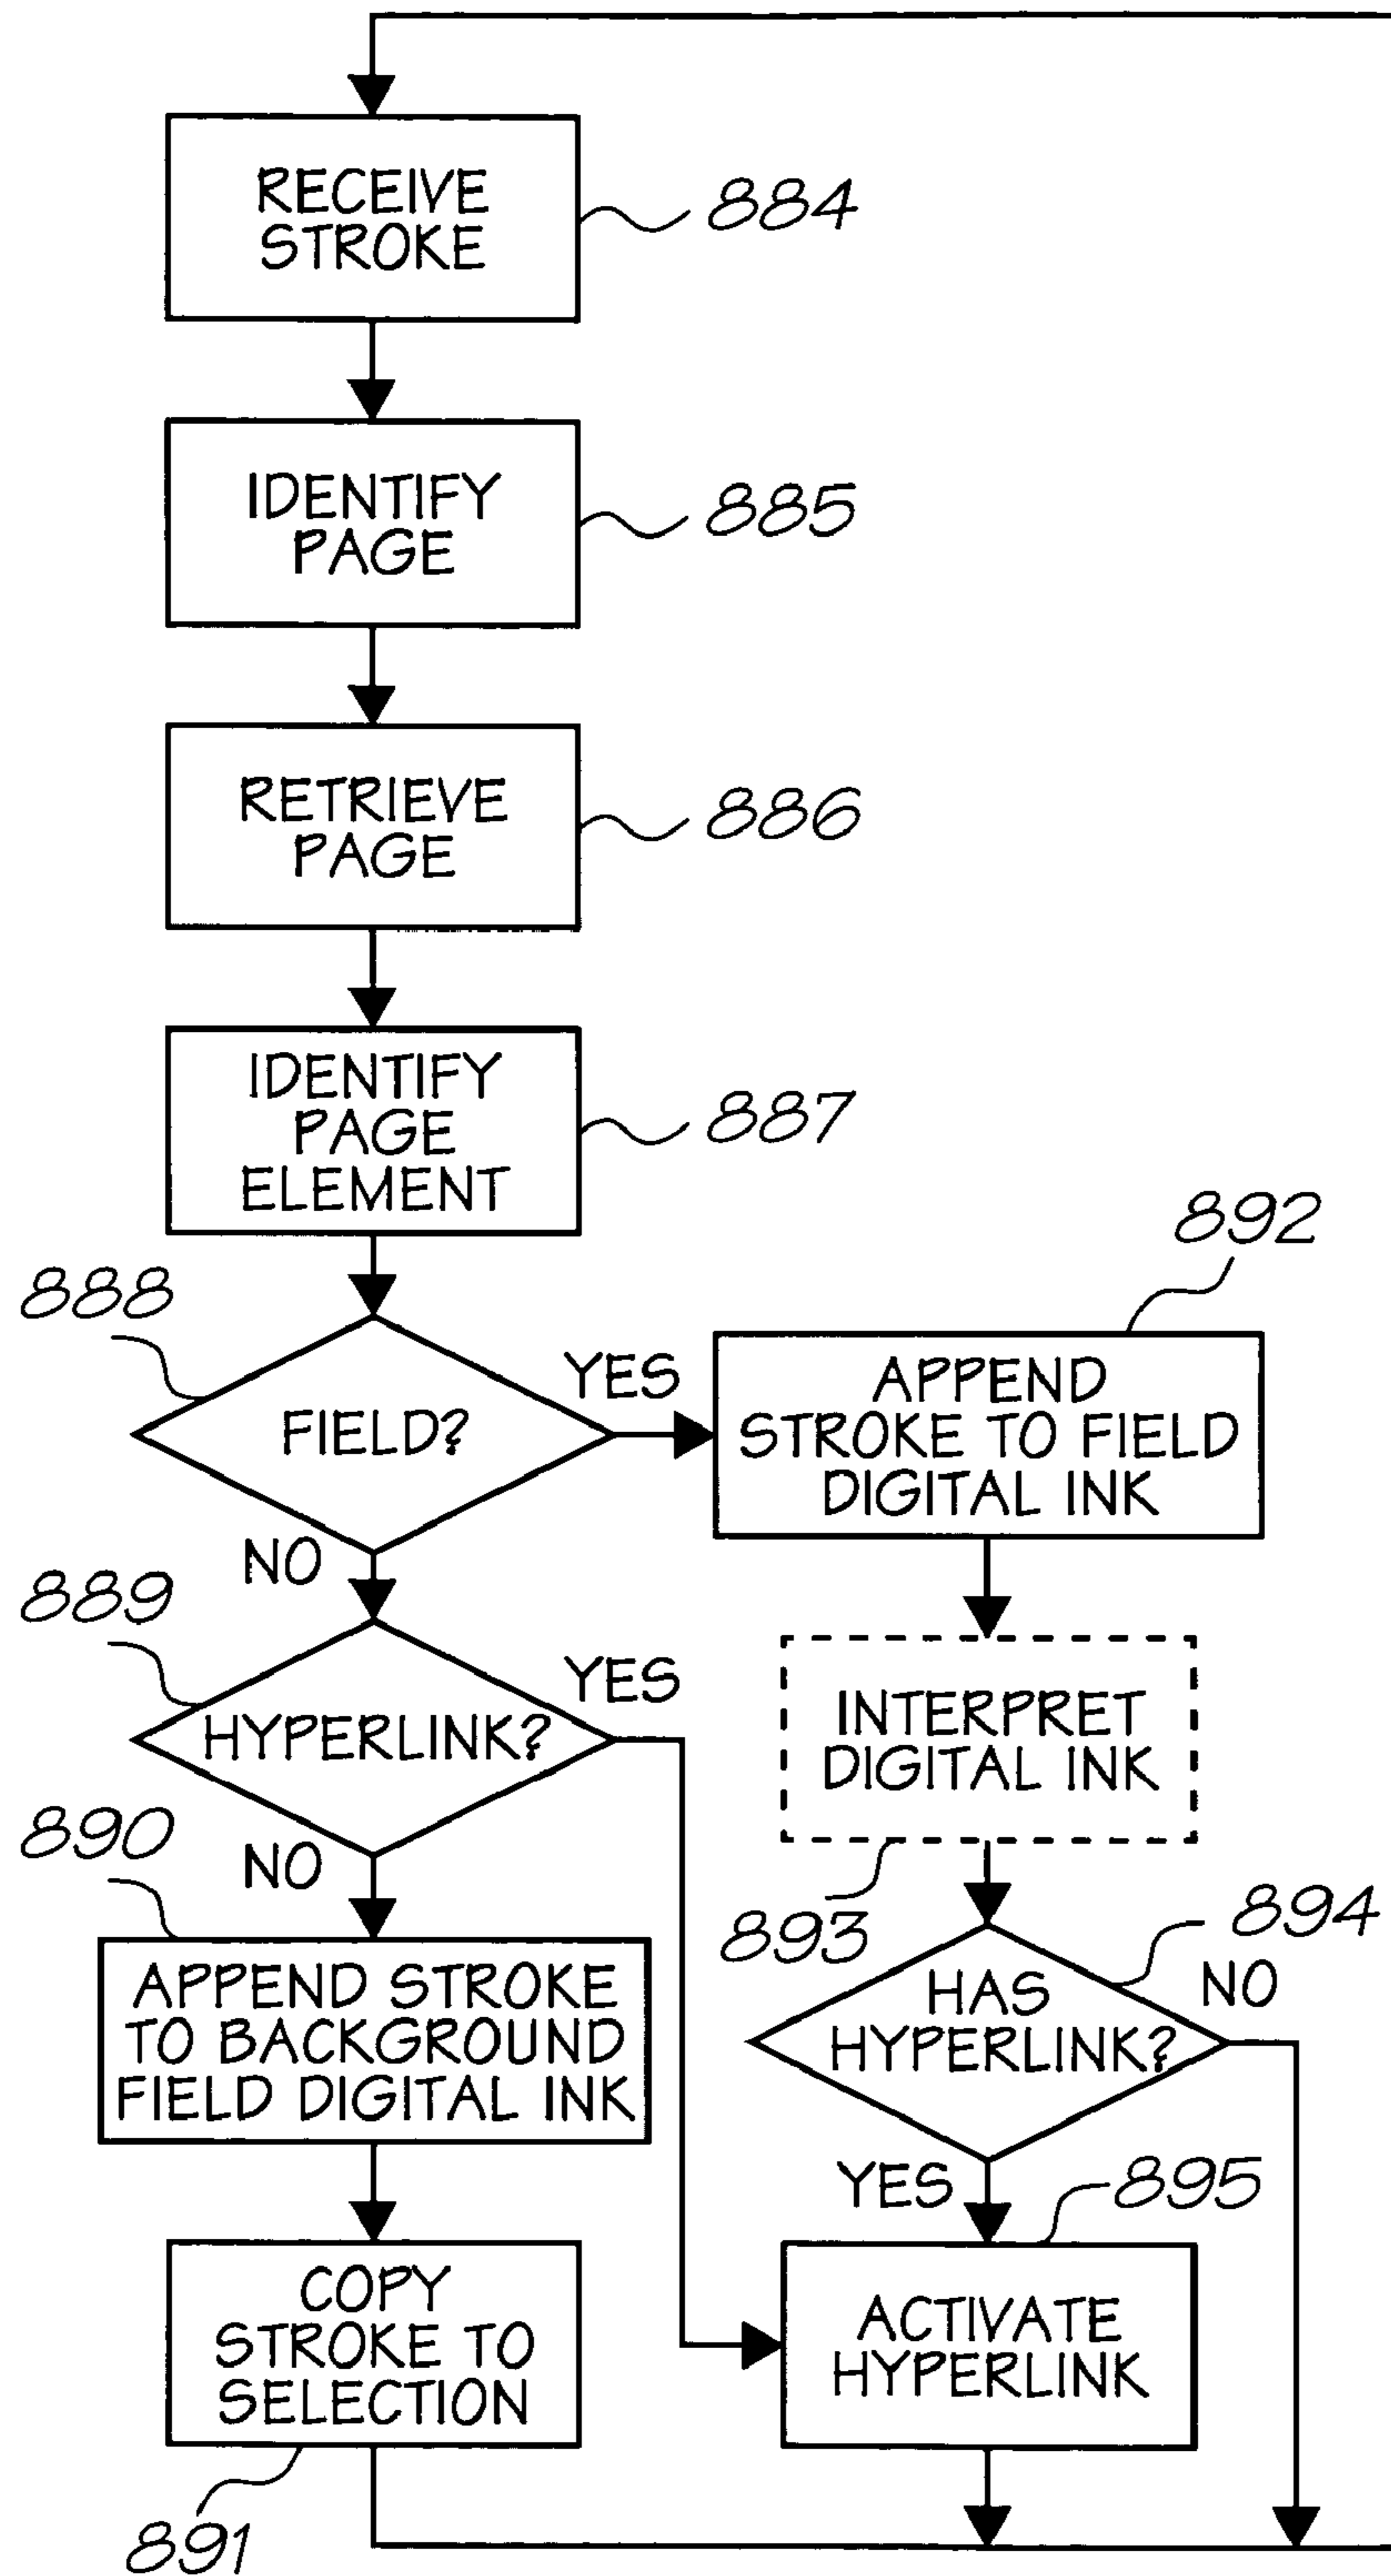 RECEIVE
STROKE
884
IDENTIFY
PAGE
885
RETRIEVE
PAGE
886
IDENTIFY
PAGE
ELEMENT
887
888
FIELD?
YES
NO
892
APPEND
STROKE TO FIELD
DIGITAL INK
889
HYPERLINK?
YES
NO
INTERPRET
DIGITAL INK
893
890
APPEND STROKE
TO BACKGROUND
FIELD DIGITAL INK
894
HAS
HYPERLINK?
NO
YES
895
COPY
STROKE TO
SELECTION
891
ACTIVATE
HYPERLINK